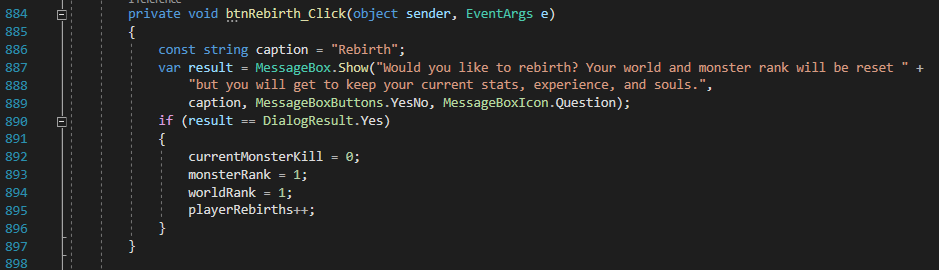 1 reference
884 private void btnRebirth_Click(object sender, EventArgs e)
885 {
886 const string caption = "Rebirth";
887 var result = MessageBox.Show("Would you like to rebirth? Your world and monster rank will be reset " +
888 "but you will get to keep your current stats, experience, and souls.",
889 caption, MessageBoxButtons.YesNo, MessageBoxIcon.Question);
890 if (result == DialogResult.Yes)
891 {
892 currentMonsterKill = 0;
893 monsterRank = 1;
894 worldRank = 1;
895 playerRebirths++;
896 }
897 }
898